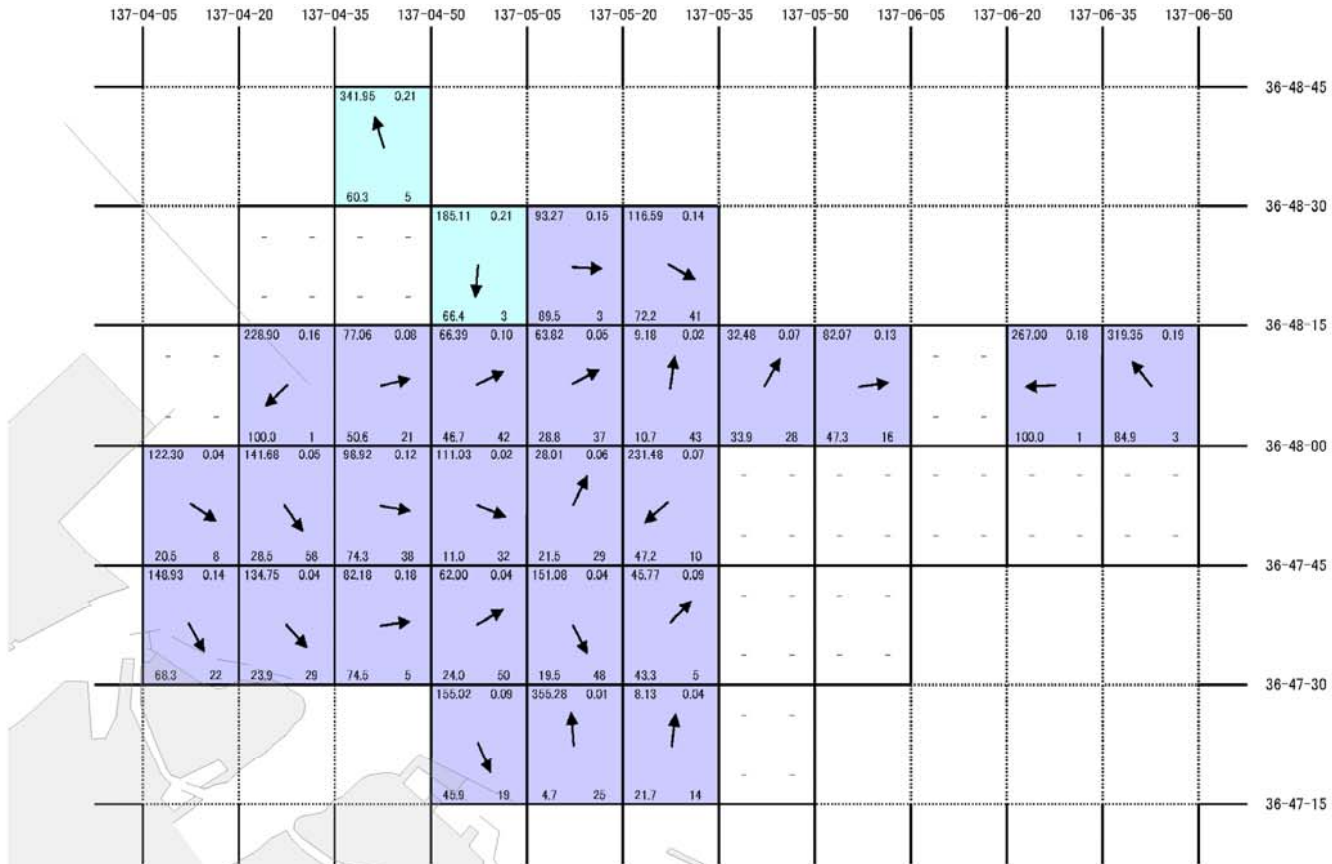 137-04-05 137-04-20 137-04-35 137-04-50 137-05-05 137-05-20 137-05-35 137-05-50 137-06-05 137-06-20 137-06-35 137-06-50
36-48-45
341.95 0.21
60.3 5
36-48-30
185.11 0.21 93.27 0.15 116.59 0.14
- - - -
- - - -
66.4 3 89.5 3 72.2 41
36-48-15
228.90 0.16 77.06 0.08 66.39 0.10 63.82 0.05 9.18 0.02 32.48 0.07 82.07 0.13 267.00 0.18 319.35 0.19
- - - -
- - - -
100.0 1 50.6 21 46.7 42 28.8 37 10.7 43 33.9 28 47.3 16 100.0 1 84.9 3
36-48-00
122.30 0.04 141.68 0.05 98.92 0.12 111.03 0.02 28.01 0.06 231.48 0.07
- - - - - - - - - -
- - - - - - - - - -
20.5 8 28.5 58 74.3 38 11.0 32 21.5 29 47.2 10
36-47-45
148.93 0.14 134.75 0.04 82.18 0.18 62.00 0.04 151.08 0.04 45.77 0.09
- - - -
- - - -
68.3 22 23.9 29 74.5 5 24.0 50 19.5 48 43.3 5
36-47-30
155.02 0.09 355.28 0.01 8.13 0.04
- -
- -
45.9 19 4.7 25 21.7 14
36-47-15